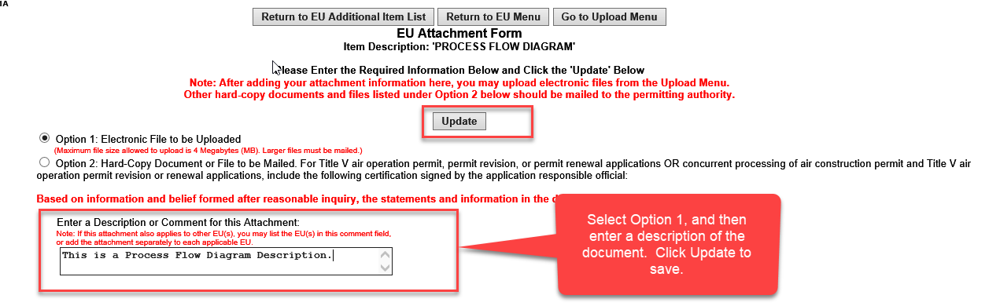 1A
Return to EU Additional Item List Return to EU Menu Go to Upload Menu
EU Attachment Form
Item Description: 'PROCESS FLOW DIAGRAM'
Please Enter the Required Information Below and Click the 'Update' Below
Note: After adding your attachment information here, you may upload electronic files from the Upload Menu.
Other hard-copy documents and files listed under Option 2 below should be mailed to the permitting authority.
Update
Option 1: Electronic File to be Uploaded
(Maximum file size allowed to upload is 4 Megabytes (MB). Larger files must be mailed.)
Option 2: Hard-Copy Document or File to be Mailed. For Title V air operation permit, permit revision, or permit renewal applications OR concurrent processing of air construction permit and Title V air
operation permit revision or renewal applications, include the following certification signed by the application responsible official:
Based on information and belief formed after reasonable inquiry, the statements and information in the
Enter a Description or Comment for this Attachment:
Note: If this attachment also applies to other EU(s), you may list the EU(s) in this comment field,
or add the attachment separately to each applicable EU.
This is a Process Flow Diagram Description.
Select Option 1, and then
enter a description of the
document. Click Update to
save.